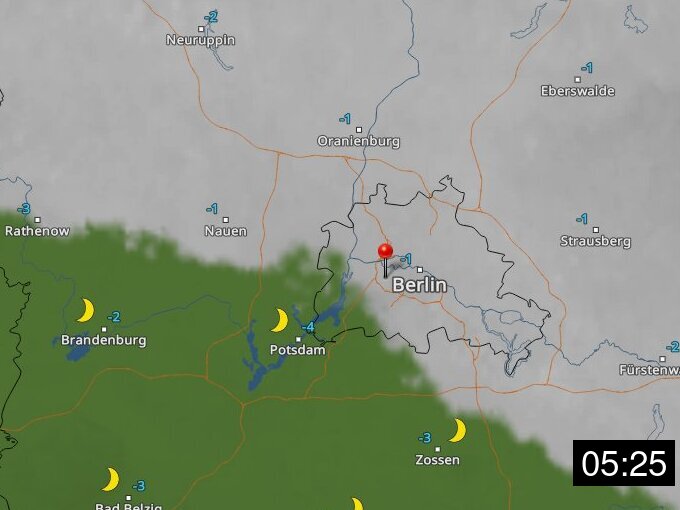 -2
Neuruppin
-1
Eberswalde
-1
Oranienburg
-3
Rathenow
-1
Nauen
-1
Strausberg
-1
Berlin
-2
Brandenburg
-4
Potsdam
-2
Fürstenwa
-3
Zossen
05:25
-3
Bad Belzig